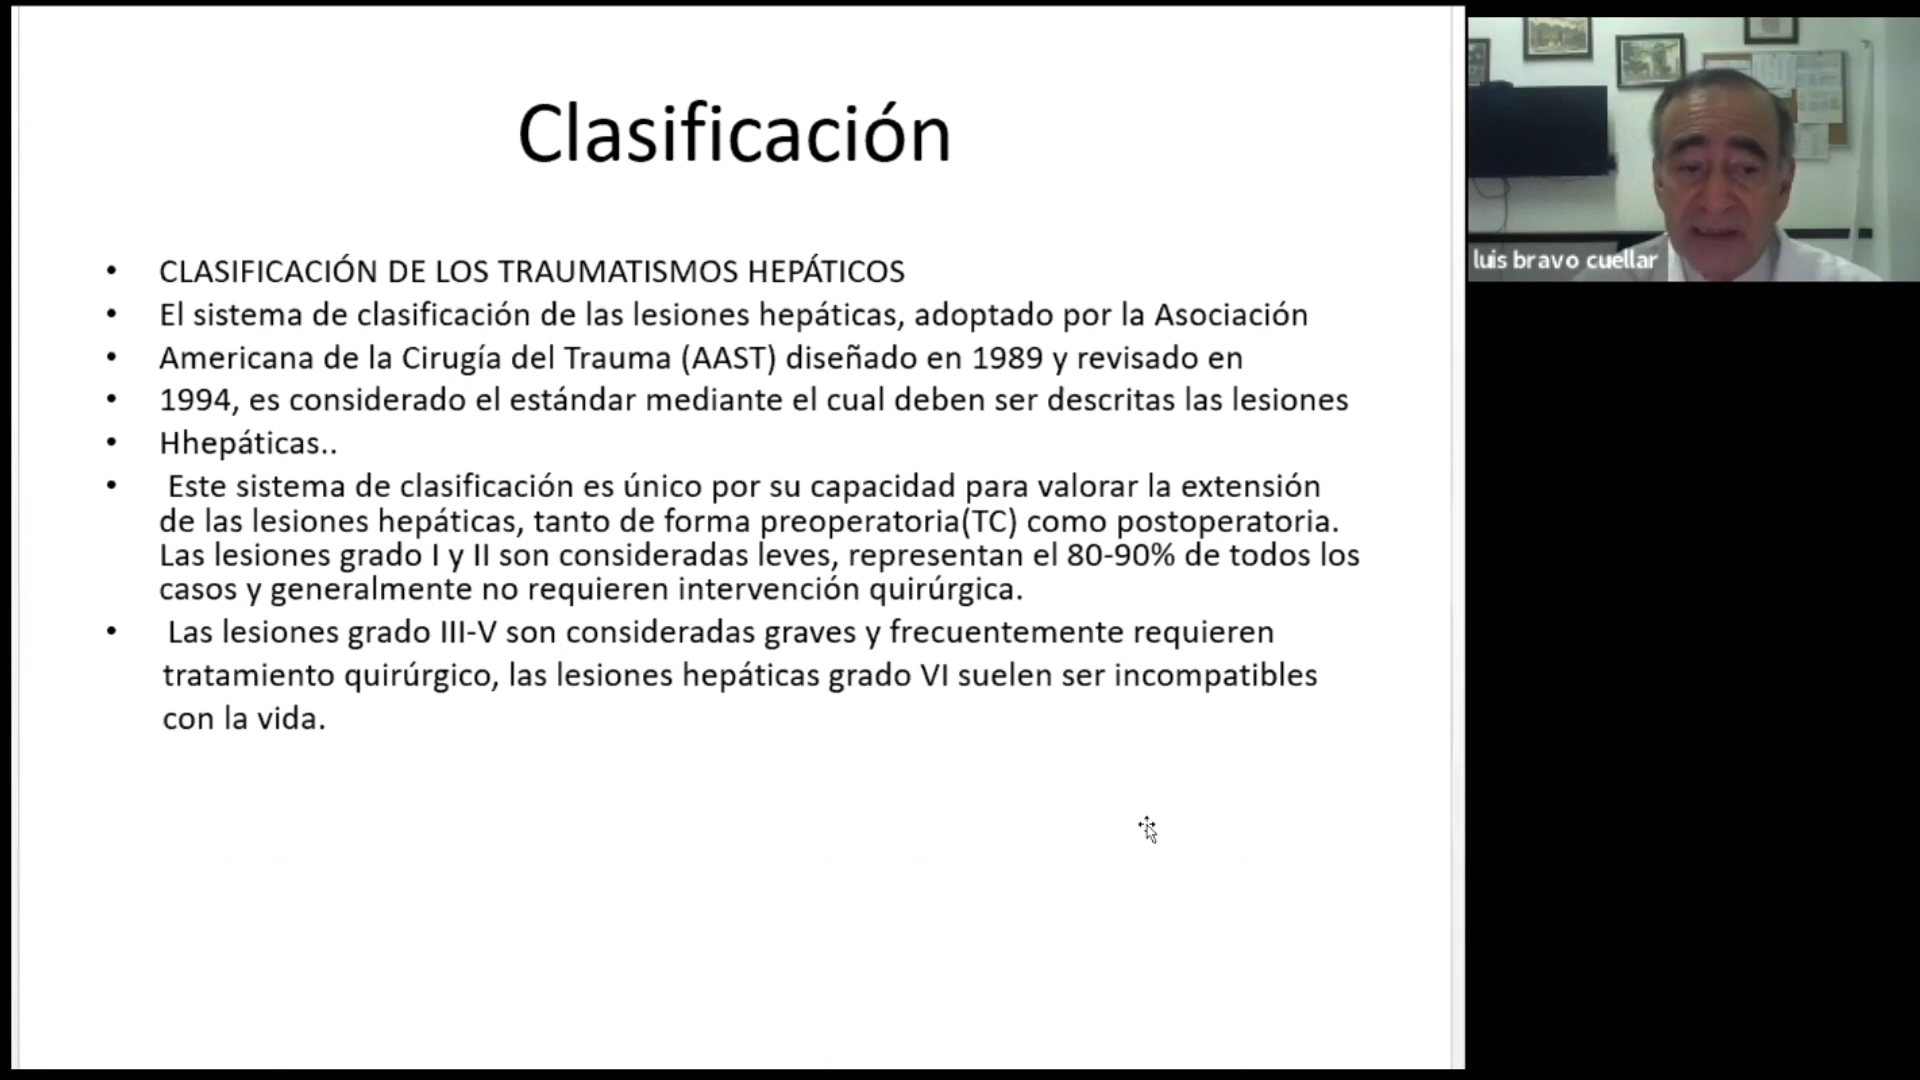 Clasificación
• CLASIFICACIÓN DE LOS TRAUMATISMOS HEPÁTICOS
• El sistema de clasificación de las lesiones hepáticas, adoptado por la Asociación
• Americana de la Cirugía del Trauma (AAST) diseñado en 1989 y revisado en
• 1994, es considerado el estándar mediante el cual deben ser descritas las lesiones
• Hhepáticas..
• Este sistema de clasificación es único por su capacidad para valorar la extensión
de las lesiones hepáticas, tanto de forma preoperatoria(TC) como postoperatoria.
Las lesiones grado I y II son consideradas leves, representan el 80-90% de todos los
casos y generalmente no requieren intervención quirúrgica.
• Las lesiones grado III-V son consideradas graves y frecuentemente requieren
tratamiento quirúrgico, las lesiones hepáticas grado VI suelen ser incompatibles
con la vida.
luis bravo cuellar